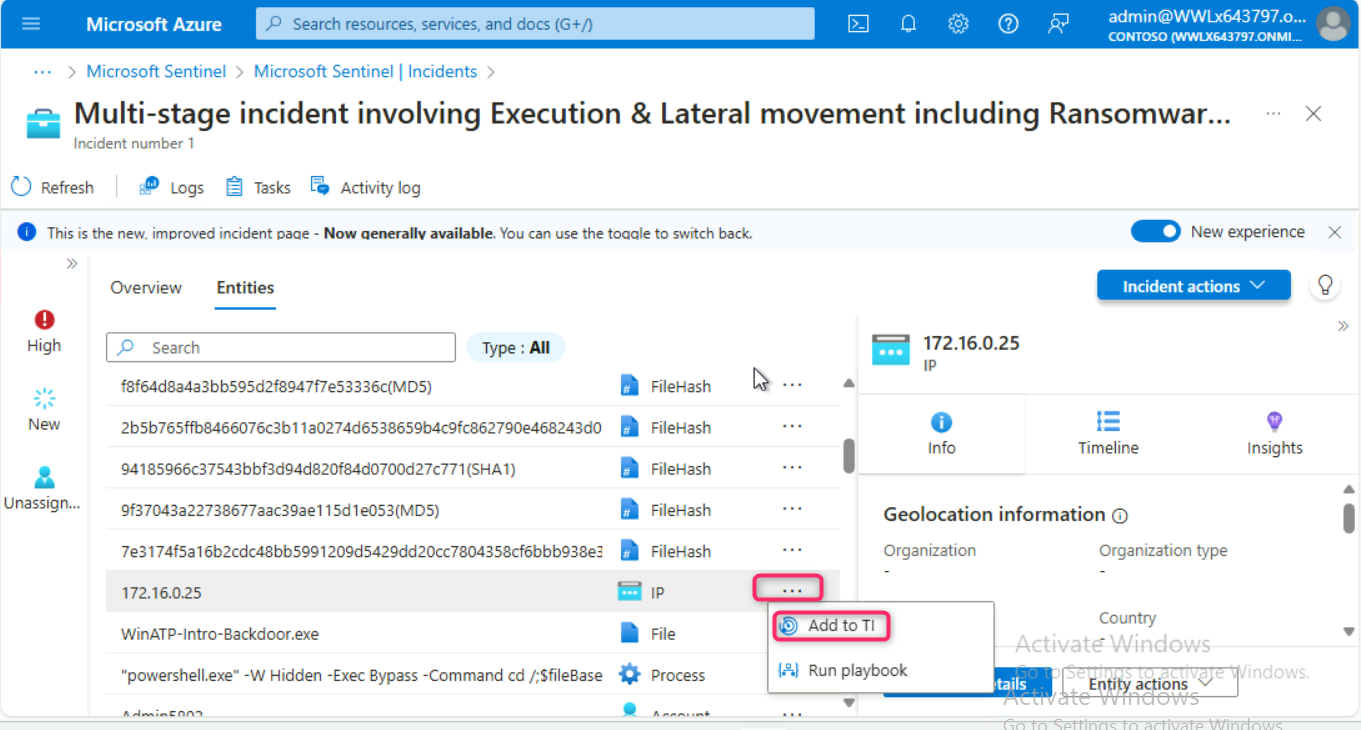 Microsoft Azure
Search resources, services, and docs (G+/)
admin@WWLx643797.o...
CONTOSO (WWLX643797.ONMI...
... > Microsoft Sentinel > Microsoft Sentinel | Incidents >
Multi-stage incident involving Execution & Lateral movement including Ransomwar... ...
Incident number 1
Refresh Logs Tasks Activity log
This is the new, improved incident page - Now generally available. You can use the toggle to switch back.
New experience
High
New
Unassign...
Overview Entities
Incident actions
Search
Type : All
f8f64d8a4a3bb595d2f8947f7e53336c(MD5) FileHash ...
2b5b765ffb8466076c3b11a0274d6538659b4c9fc862790e468243d0 FileHash ...
94185966c37543bbf3d94d820f84d0700d27c771(SHA1) FileHash ...
9f37043a22738677aac39ae115d1e053(MD5) FileHash ...
7e3174f5a16b2cdc48bb5991209d5429dd20cc7804358cf6bbb938e3 FileHash ...
172.16.0.25 IP ...
WinATP-Intro-Backdoor.exe File
"powershell.exe" -W Hidden -Exec Bypass -Command cd /;$fileBase Process
Account
Add to TI
Run playbook
172.16.0.25
IP
Info Timeline Insights
Geolocation information
Organization Organization type
- -
Country
-
Entity actions
Activate Windows
Go to Settings to activate Windows.
Activate Windows
Go to Settings to activate Windows.